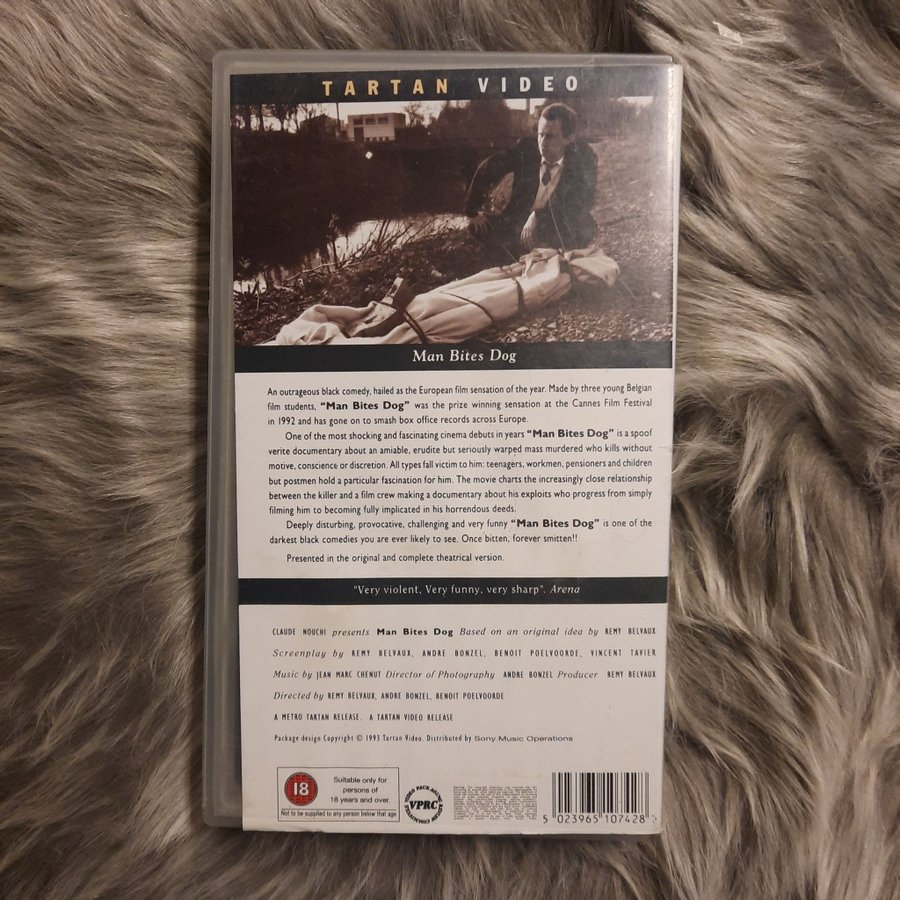 TARTAN VIDEO
Man Bites Dog
An outrageous black comedy, hailed as the European film sensation of the year. Made by three young Belgian
film students, "Man Bites Dog" was the prize winning sensation at the Cannes Film Festival
in 1992 and has gone on to smash box office records across Europe.
One of the most shocking and fascinating cinema debuts in years "Man Bites Dog" is a spoof
verite documentary about an amiable, erudite but seriously warped mass murdered who kills without
motive, conscience or discretion. All types fall victim to him: teenagers, workmen, pensioners and children
but postmen hold a particular fascination for him. The movie charts the increasingly close relationship
between the killer and a film crew making a documentary about his exploits who progress from simply
filming him to becoming fully implicated in his horrendous deeds.
Deeply disturbing, provocative, challenging and very funny "Man Bites Dog" is one of the
darkest black comedies you are ever likely to see. Once bitten, forever smitten!!
Presented in the original and complete theatrical version.
"Very violent, Very funny, very sharp". Arena
CLAUDE NOUCHI presents Man Bites Dog Based on an original idea by REMY BELVAUX
Screenplay by REMY BELVAUX, ANDRE BONZEL, BENOIT POELVOORDE, VINCENT TAVIER
Music by JEAN MARC CHENUT Director of Photography ANDRE BONZEL Producer REMY BELVAUX
Directed by REMY BELVAUX, ANDRE BONZEL, BENOIT POELVOORDE
A METRO TARTAN RELEASE. A TARTAN VIDEO RELEASE
Package design Copyright © 1993 Tartan Video. Distributed by Sony Music Operations
18
Suitable only for
persons of
18 years and over.
Not to be supplied to any person below that age
VIDEO PACKAGING REVIEW COMMITTEE
VPRC
5 023965 107428